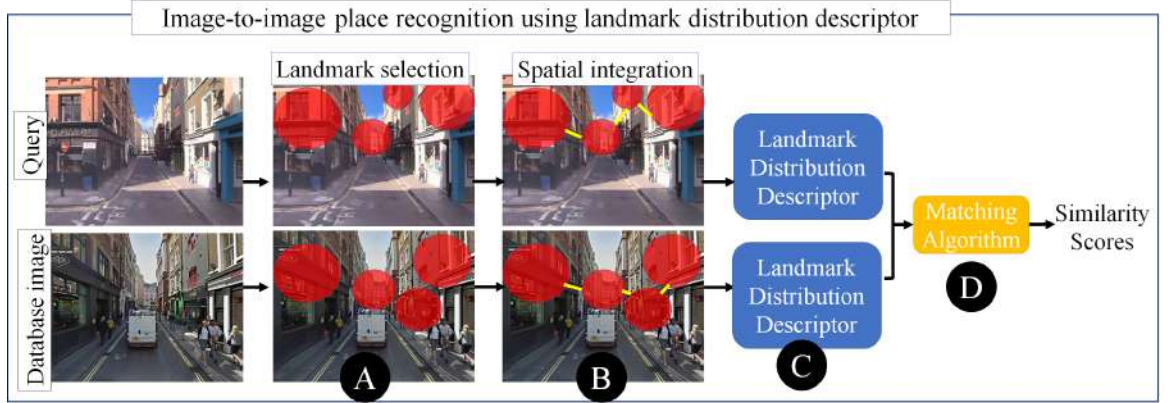 Image-to-image place recognition using landmark distribution descriptor
Landmark selection
Spatial integration
Query
Landmark
Distribution
Descriptor
Matching
Algorithm
Similarity
Scores
Database image
Landmark
Distribution
Descriptor
A
B
C
D